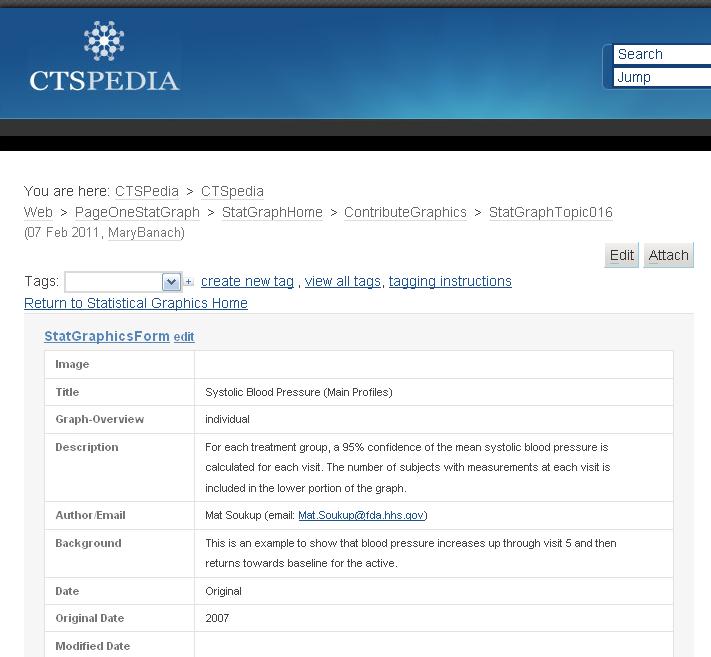 CTSPEDIA
Search
Jump
You are here: CTSPedia > CTSpedia
Web > PageOneStatGraph > StatGraphHome > ContributeGraphics > StatGraphTopic016
(07 Feb 2011, MaryBanach)
Edit Attach
Tags: create new tag , view all tags, tagging instructions
Return to Statistical Graphics Home
StatGraphicsForm edit
Image
Title Systolic Blood Pressure (Main Profiles)
Graph-Overview individual
Description For each treatment group, a 95% confidence of the mean systolic blood pressure is
calculated for each visit. The number of subjects with measurements at each visit is
included in the lower portion of the graph.
Author/Email Mat Soukup (email: Mat.Soukup@fda.hhs.gov)
Background This is an example to show that blood pressure increases up through visit 5 and then
returns towards baseline for the active.
Date Original
Original Date 2007
Modified Date